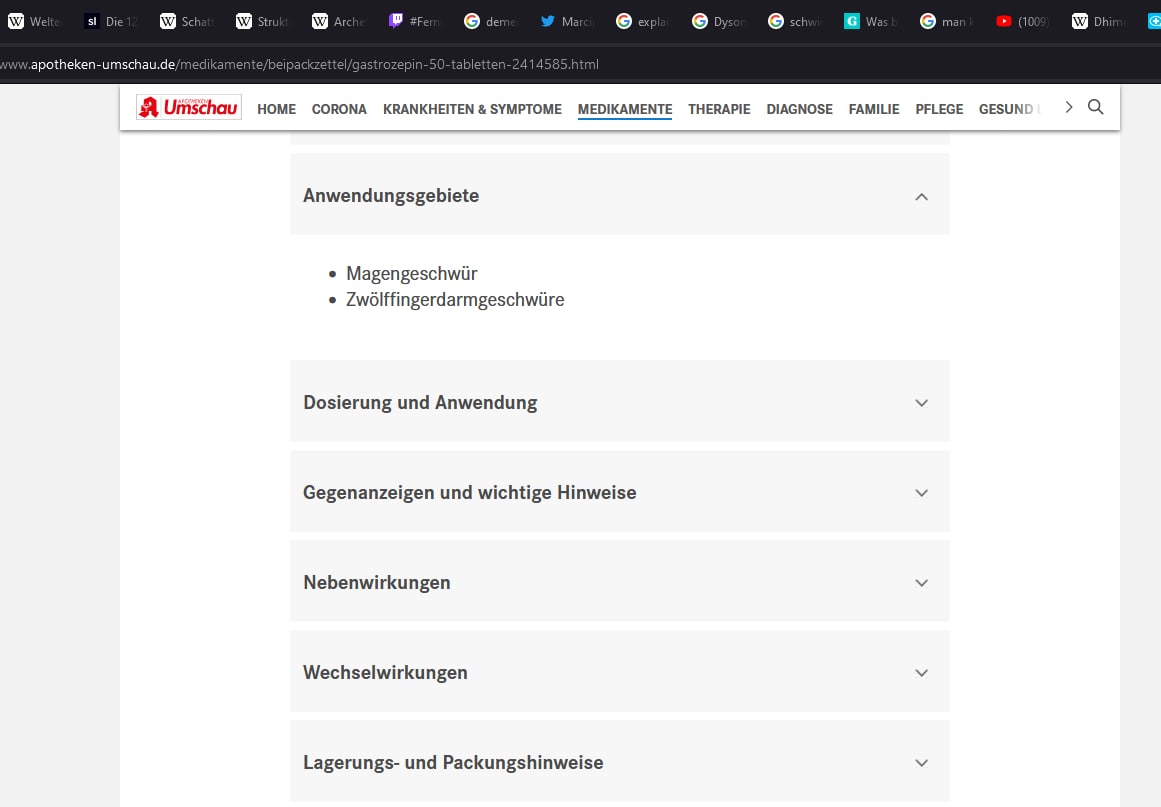 Welte
Die 12
Schatt
Strukt
Arche
#Fern
deme
Marci
explai
Dyson
schwi
Was b
man k
(1009)
Dhim
www.apotheken-umschau.de/medikamente/beipackzettel/gastrozepin-50-tabletten-2414585.html
APOTHEKEN
Umschau
HOME CORONA KRANKHEITEN & SYMPTOME MEDIKAMENTE THERAPIE DIAGNOSE FAMILIE PFLEGE GESUND
Anwendungsgebiete
• Magengeschwür
• Zwölffingerdarmgeschwüre
Dosierung und Anwendung
Gegenanzeigen und wichtige Hinweise
Nebenwirkungen
Wechselwirkungen
Lagerungs- und Packungshinweise